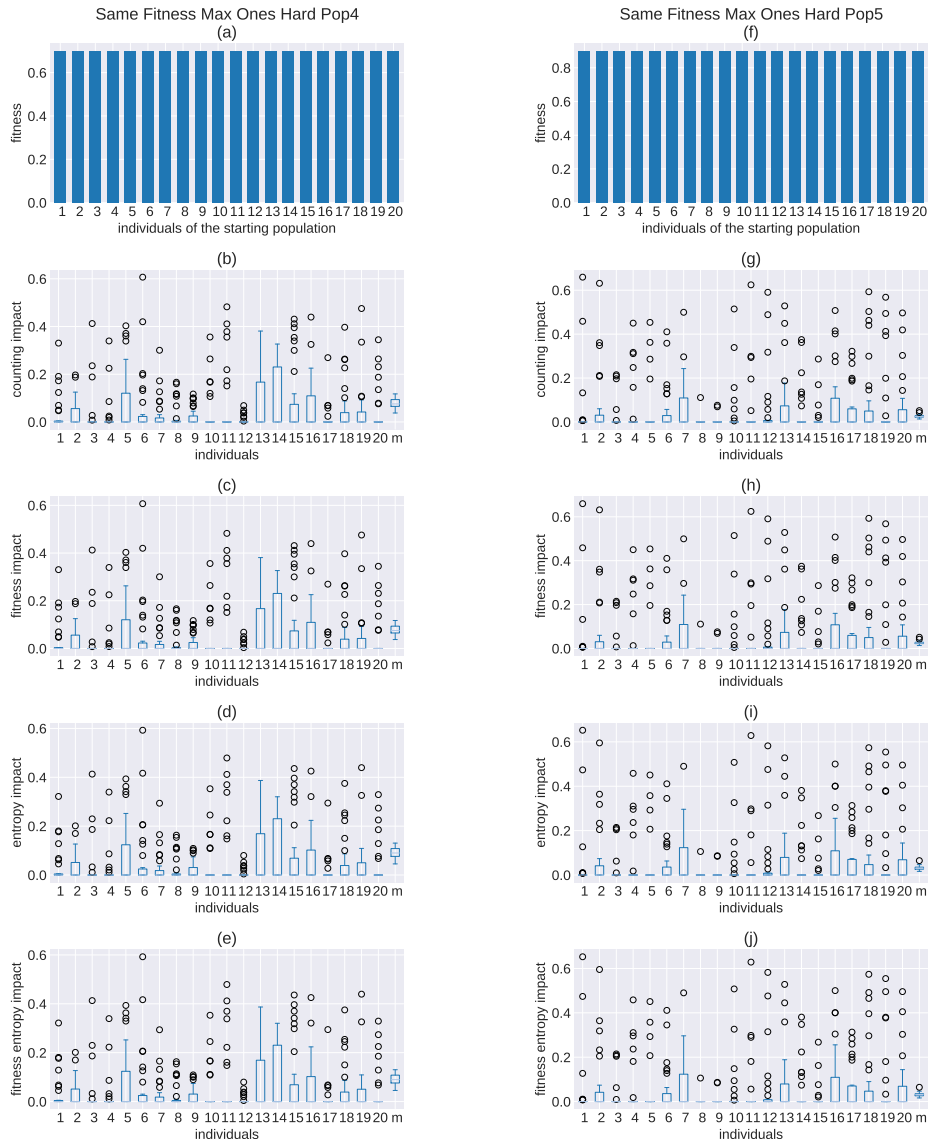 Same Fitness Max Ones Hard Pop4
(a)
fitness
0.6
0.4
0.2
0.0
1 2 3 4 5 6 7 8 9 10 11 12 13 14 15 16 17 18 19 20
individuals of the starting population
(b)
counting impact
0.6
0.4
0.2
0.0
1 2 3 4 5 6 7 8 9 10 11 12 13 14 15 16 17 18 19 20 m
individuals
(c)
fitness impact
0.6
0.4
0.2
0.0
1 2 3 4 5 6 7 8 9 10 11 12 13 14 15 16 17 18 19 20 m
individuals
(d)
entropy impact
0.6
0.4
0.2
0.0
1 2 3 4 5 6 7 8 9 10 11 12 13 14 15 16 17 18 19 20 m
individuals
(e)
fitness entropy impact
0.6
0.4
0.2
0.0
1 2 3 4 5 6 7 8 9 10 11 12 13 14 15 16 17 18 19 20 m
individuals
Same Fitness Max Ones Hard Pop5
(f)
fitness
0.8
0.6
0.4
0.2
0.0
1 2 3 4 5 6 7 8 9 10 11 12 13 14 15 16 17 18 19 20
individuals of the starting population
(g)
counting impact
0.6
0.4
0.2
0.0
1 2 3 4 5 6 7 8 9 10 11 12 13 14 15 16 17 18 19 20 m
individuals
(h)
fitness impact
0.6
0.4
0.2
0.0
1 2 3 4 5 6 7 8 9 10 11 12 13 14 15 16 17 18 19 20 m
individuals
(i)
entropy impact
0.6
0.4
0.2
0.0
1 2 3 4 5 6 7 8 9 10 11 12 13 14 15 16 17 18 19 20 m
individuals
(j)
fitness entropy impact
0.6
0.4
0.2
0.0
1 2 3 4 5 6 7 8 9 10 11 12 13 14 15 16 17 18 19 20 m
individuals